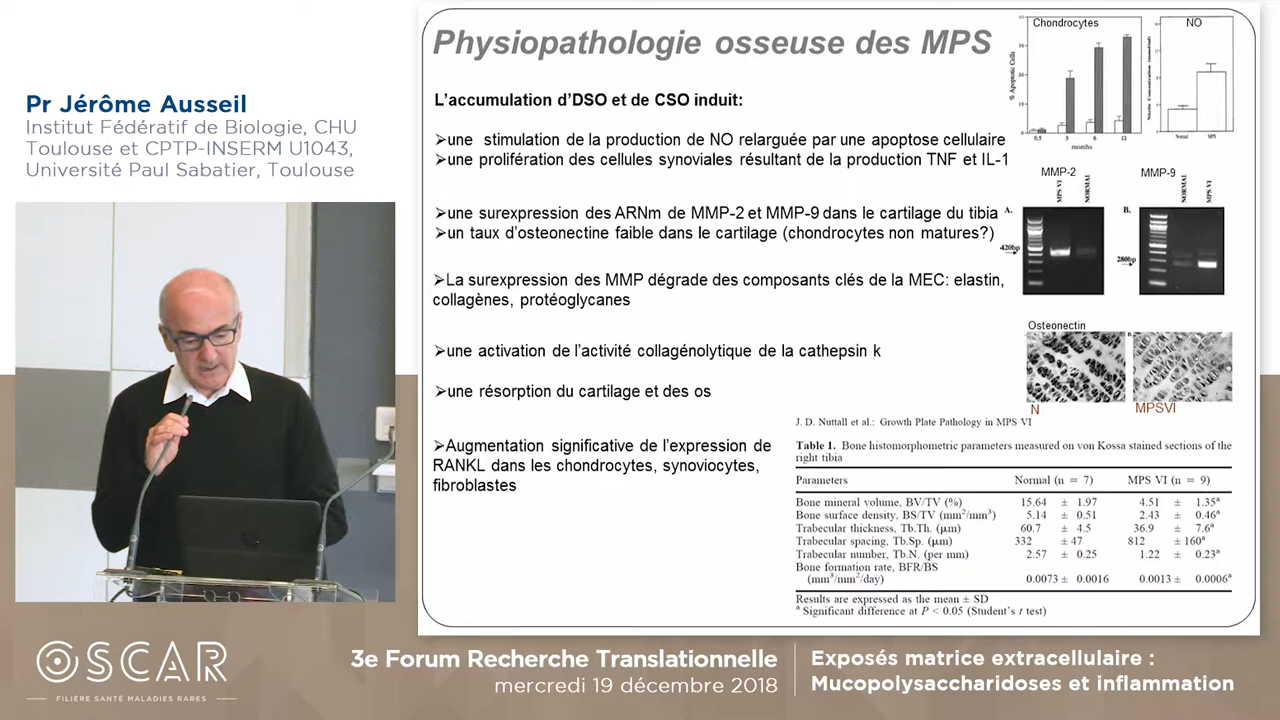 Pr Jérôme Ausseil
Institut Fédératif de Biologie, CHU
Toulouse et CPTP-INSERM U1043,
Université Paul Sabatier, Toulouse
Physiopathologie osseuse des MPS
L'accumulation d'DSO et de CSO induit:
➢une stimulation de la production de NO relarguée par une apoptose cellulaire
➢une prolifération des cellules synoviales résultant de la production TNF et IL-1
➢une surexpression des ARNm de MMP-2 et MMP-9 dans le cartilage du tibia
➢un taux d'osteonectine faible dans le cartilage (chondrocytes non matures?)
➢La surexpression des MMP dégrade des composants clés de la MEC: elastin,
collagènes, protéoglycanes
➢une activation de l'activité collagénolytique de la cathepsin k
➢une résorption du cartilage et des os
➢Augmentation significative de l'expression de
RANKL dans les chondrocytes, synoviocytes,
fibroblastes
Chondrocytes
% Apoptotic Cells
0.5 3 6 12
months
NO
Normal MPS
MMP-2
MPS VI NORMAL
A.
420bp
MMP-9
NORMAL MPS VI
B.
280bp
Osteonectin
N
MPSVI
J. D. Nuttall et al.: Growth Plate Pathology in MPS VI
Table 1. Bone histomorphometric parameters measured on von Kossa stained sections of the
right tibia
Parameters Normal (n = 7) MPS VI (n = 9)
Bone mineral volume, BV/TV (%) 15.64 ± 1.97 4.51 ± 1.35ª
Bone surface density, BS/TV (mm²/mm³) 5.14 ± 0.51 2.43 ± 0.46ª
Trabecular thickness, Tb.Th. (μm) 60.7 ± 4.5 36.9 ± 7.6ª
Trabecular spacing, Tb.Sp. (μm) 332 ± 47 812 ± 160ª
Trabecular number, Tb.N. (per mm) 2.57 ± 0.25 1.22 ± 0.23ª
Bone formation rate, BFR/BS
(mm³/mm²/day) 0.0073 ± 0.0016 0.0013 ± 0.0006ª
Results are expressed as the mean ± SD
ª Significant difference at P < 0.05 (Student's t test)
OSCAR
FILIÈRE SANTÉ MALADIES RARES
3e Forum Recherche Translationnelle
mercredi 19 décembre 2018
Exposés matrice extracellulaire :
Mucopolysaccharidoses et inflammation